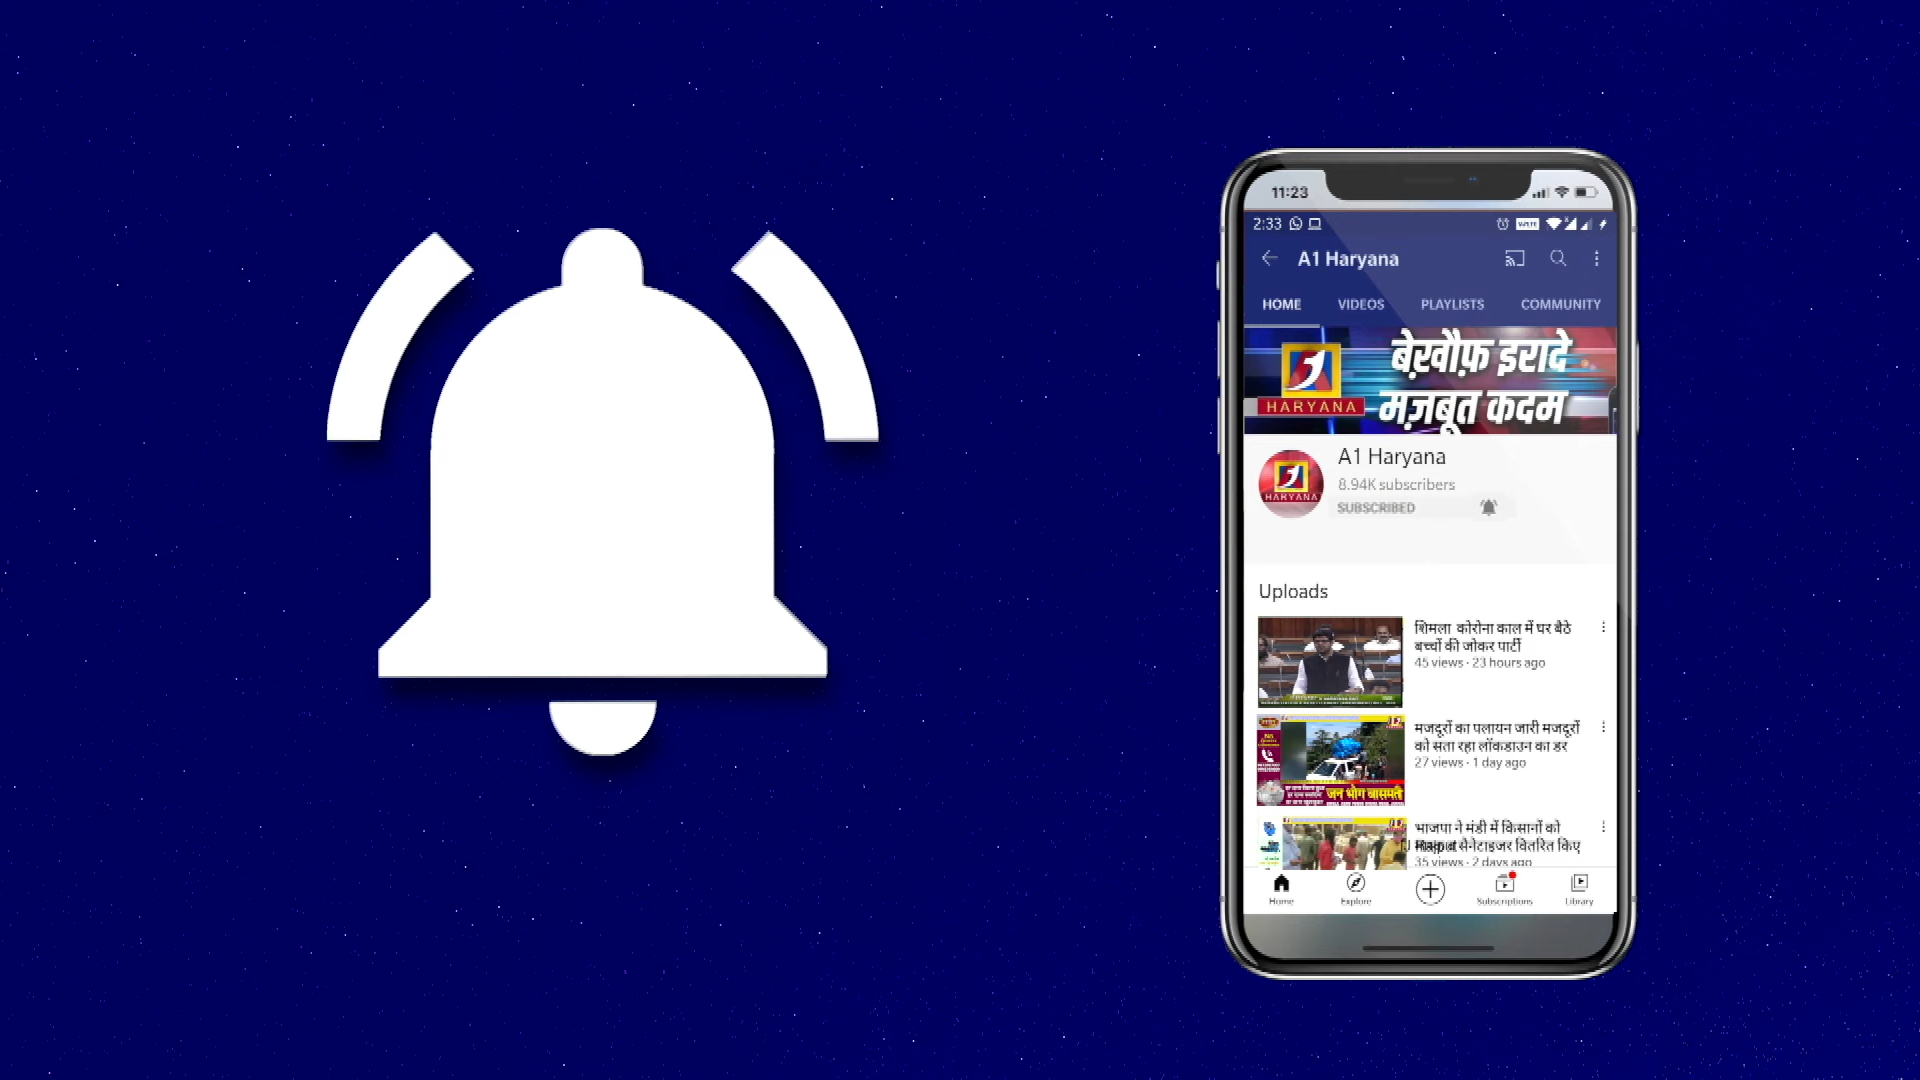 11:23
2:33
A1 Haryana
HOME VIDEOS PLAYLISTS COMMUNITY
बेख़ौफ़ इरादे
मज़बूत कदम
HARYANA
A1 Haryana
8.94K subscribers
HARYANA
SUBSCRIBED
Uploads
शिमला कोरोना काल में घर बैठे
बच्चों की जोकर पार्टी
45 views · 23 hours ago
मजदूरों का पलायन जारी मजदूरों
को सता रहा लॉकडाउन का डर
27 views · 1 day ago
जन भोग बासमती
भाजपा ने मंडी में किसानों को
सेनेटाइजर वितरित किए
35 views · 2 days ago
Home Explore Subscriptions Library